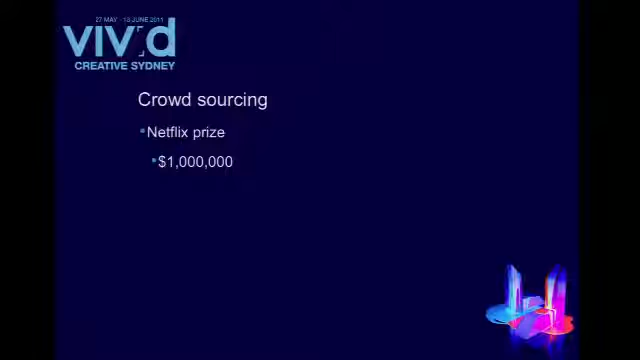 27 MAY - 13 JUNE 2011
vivid
CREATIVE SYDNEY
Crowd sourcing
•Netflix prize
•$1,000,000